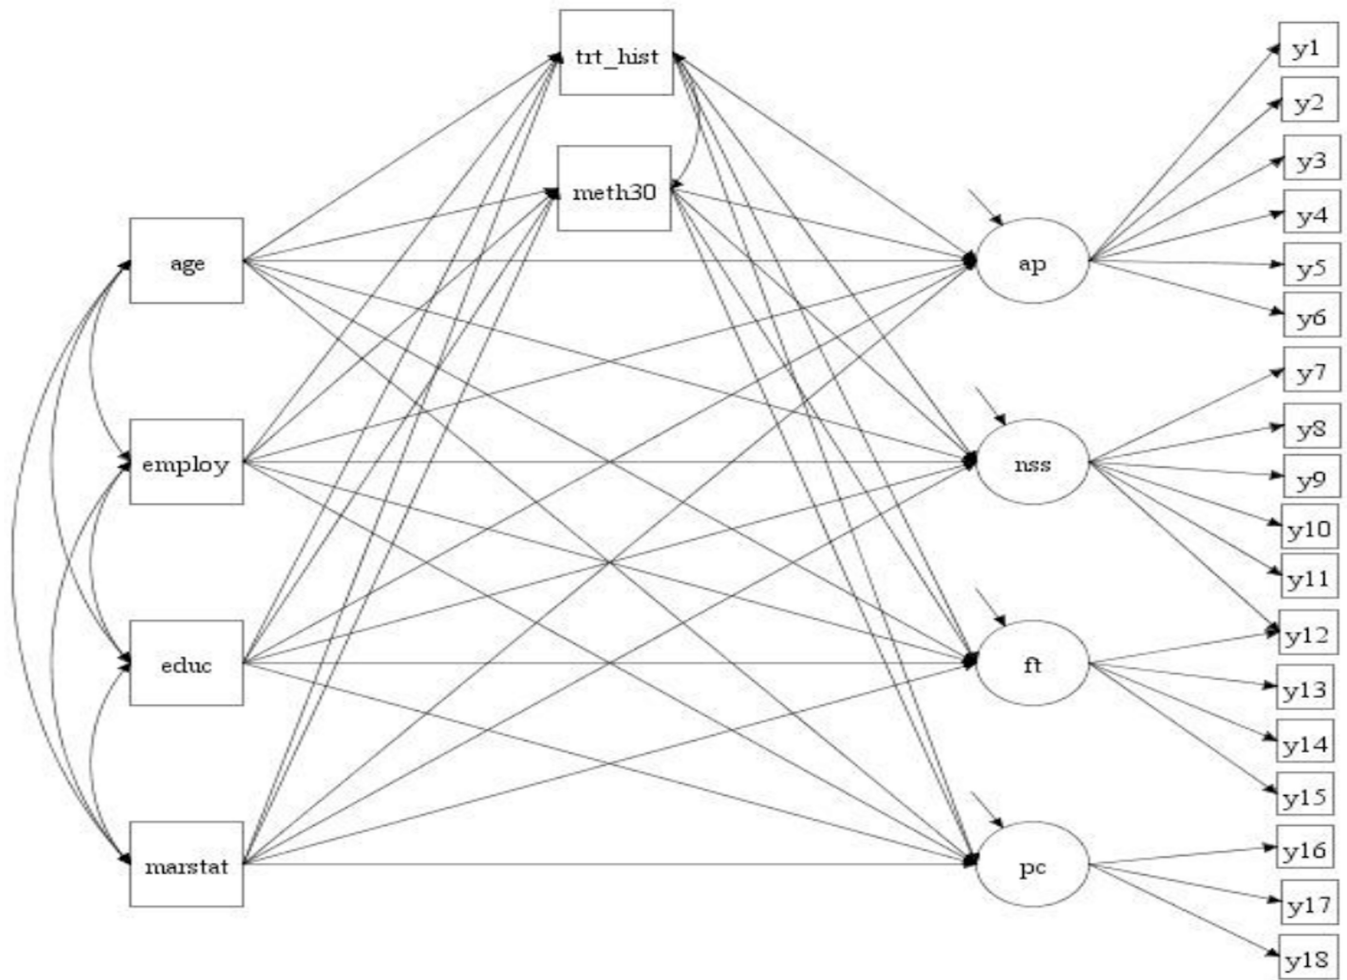 trt_hist
meth30
age
employ
educ
marstat
ap
nss
ft
pc
y1
y2
y3
y4
y5
y6
y7
y8
y9
y10
y11
y12
y13
y14
y15
y16
y17
y18